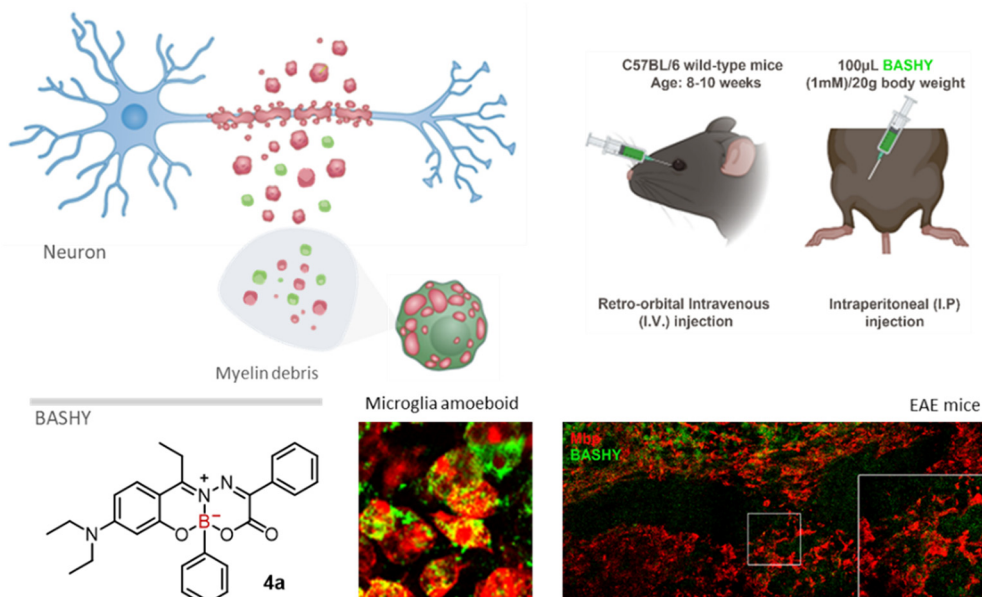 Neuron
Myelin debris
C57BL/6 wild-type mice
Age: 8-10 weeks
100µL BASHY
(1mM)/20g body weight
Retro-orbital Intravenous
(I.V.) injection
Intraperitoneal (I.P)
injection
BASHY
N
+
N
B
−
O
O
O
N
4a
Microglia amoeboid
EAE mice
Mbp
BASHY